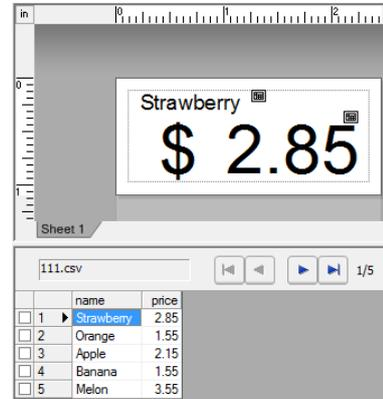 in
0 1 2
0
Strawberry
$ 2.85
1
Sheet 1
111.csv 1/5
name price
1 Strawberry 2.85
2 Orange 1.55
3 Apple 2.15
4 Banana 1.55
5 Melon 3.55